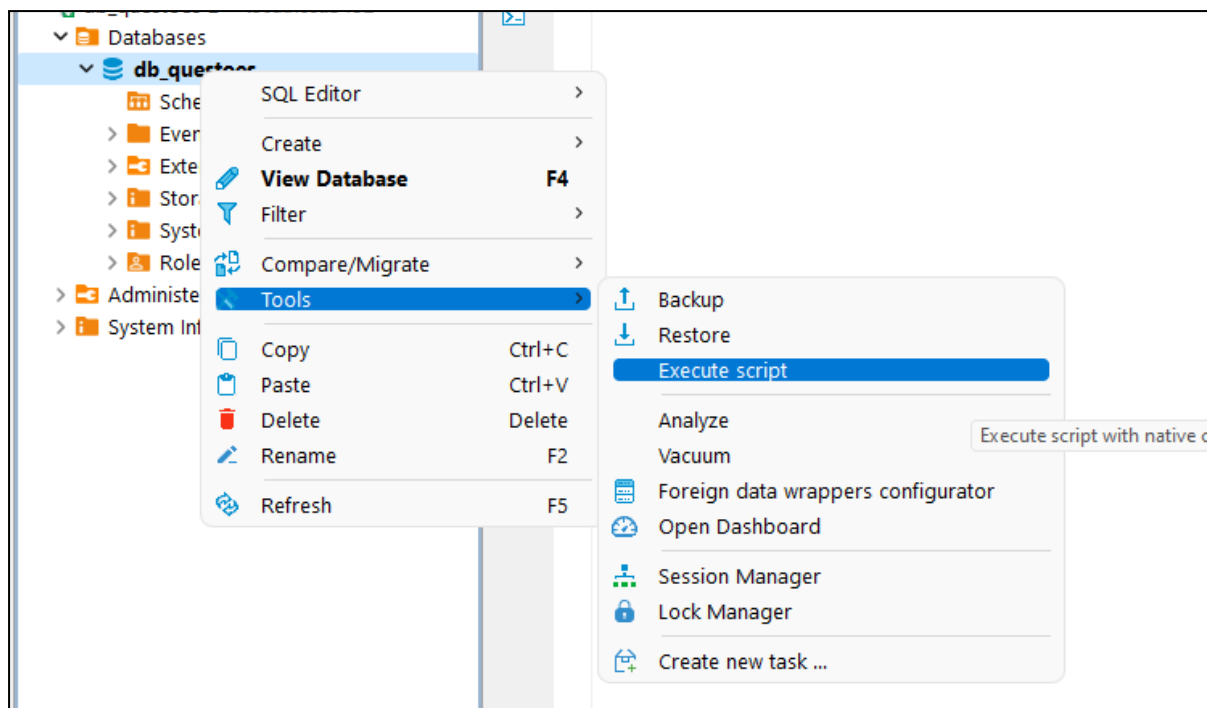 Databases
db_questoes
Sche
SQL Editor
Even
Create
Exte
View Database F4
Stor
Filter
Syste
Role
Compare/Migrate
Administe
Tools
Backup
System Inf
Restore
Copy Ctrl+C
Execute script
Paste Ctrl+V
Delete Delete
Analyze
Execute script with native c
Rename F2
Vacuum
Refresh F5
Foreign data wrappers configurator
Open Dashboard
Session Manager
Lock Manager
Create new task ...